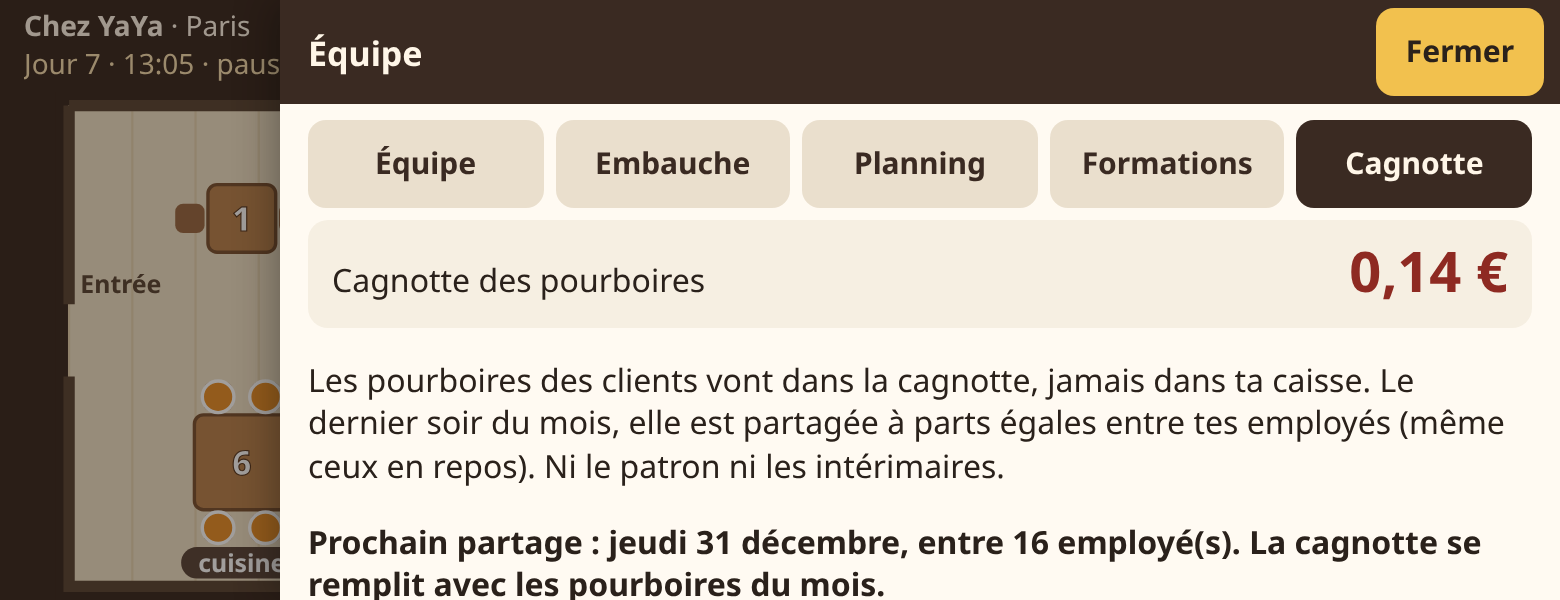 Chez YaYa · Paris
Jour 7 · 13:05 · paus
Équipe
Fermer
Équipe
Embauche
Planning
Formations
Cagnotte
1
Entrée
6
cuisine
Cagnotte des pourboires
0,14 €
Les pourboires des clients vont dans la cagnotte, jamais dans ta caisse. Le
dernier soir du mois, elle est partagée à parts égales entre tes employés (même
ceux en repos). Ni le patron ni les intérimaires.
Prochain partage : jeudi 31 décembre, entre 16 employé(s). La cagnotte se
remplit avec les pourboires du mois.